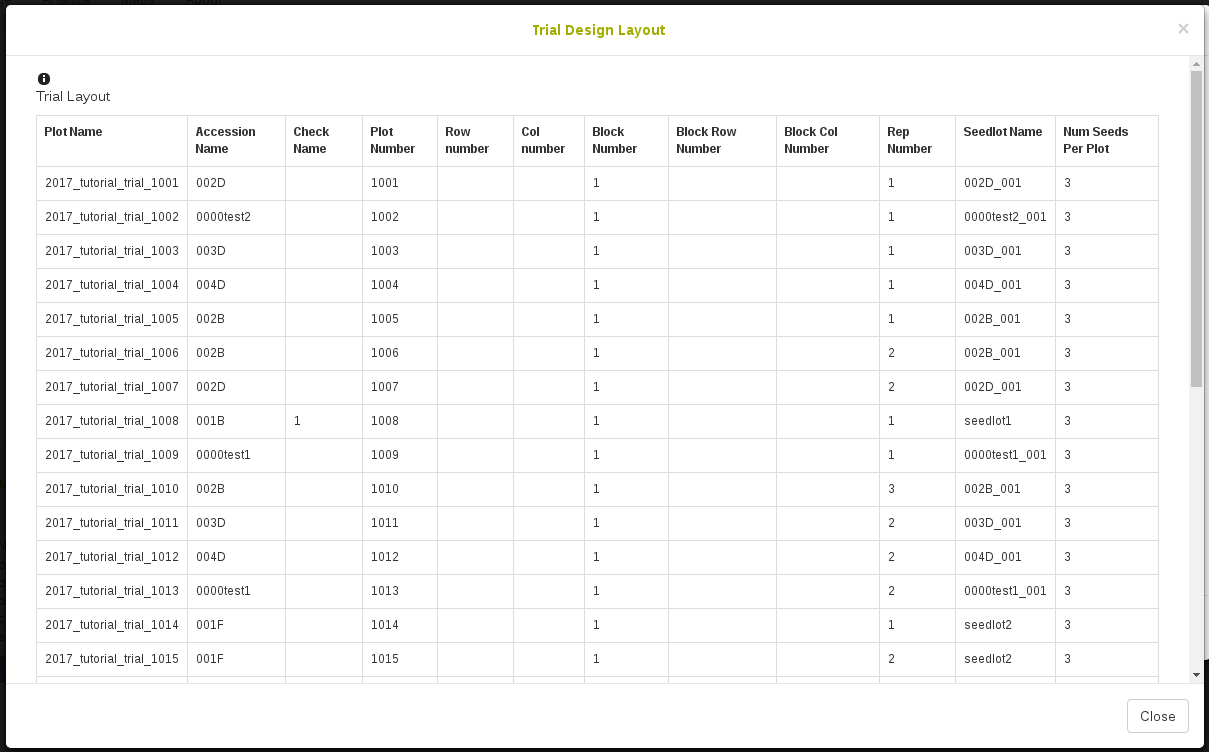 Trial Design Layout
×
Trial Layout
Plot Name Accession Name Check Name Plot Number Row number Col number Block Number Block Row Number Block Col Number Rep Number Seedlot Name Num Seeds Per Plot
2017_tutorial_trial_1001 002D 1001 1 1 002D_001 3
2017_tutorial_trial_1002 0000test2 1002 1 1 0000test2_001 3
2017_tutorial_trial_1003 003D 1003 1 1 003D_001 3
2017_tutorial_trial_1004 004D 1004 1 1 004D_001 3
2017_tutorial_trial_1005 002B 1005 1 1 002B_001 3
2017_tutorial_trial_1006 002B 1006 1 2 002B_001 3
2017_tutorial_trial_1007 002D 1007 1 2 002D_001 3
2017_tutorial_trial_1008 001B 1 1008 1 1 seedlot1 3
2017_tutorial_trial_1009 0000test1 1009 1 1 0000test1_001 3
2017_tutorial_trial_1010 002B 1010 1 3 002B_001 3
2017_tutorial_trial_1011 003D 1011 1 2 003D_001 3
2017_tutorial_trial_1012 004D 1012 1 2 004D_001 3
2017_tutorial_trial_1013 0000test1 1013 1 2 0000test1_001 3
2017_tutorial_trial_1014 001F 1014 1 1 seedlot2 3
2017_tutorial_trial_1015 001F 1015 1 2 seedlot2 3
Close